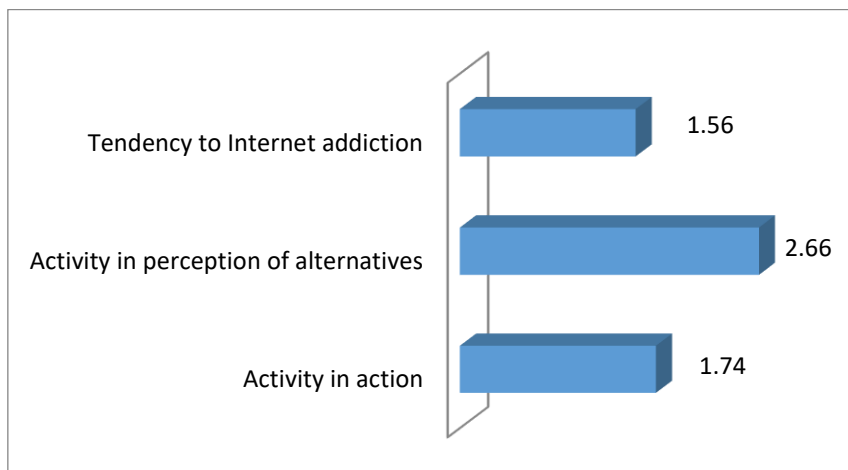 Tendency to Internet addiction
1.56
Activity in perception of alternatives
2.66
Activity in action
1.74